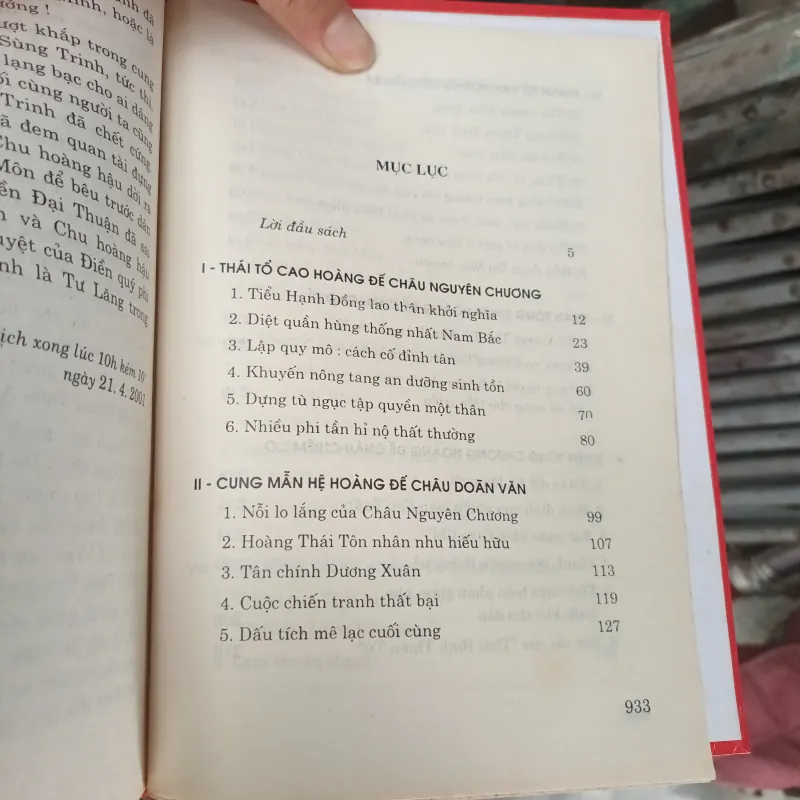 ưởng !
ượt khắp trong cung
Sùng Trinh, tức thì
lạng bạc cho ai dâng
ối cùng người ta cũng
Trinh đã chết cứng
ã đem quan tài đựng
Chu hoàng hậu dời ra
Môn để bêu trước dân
ền Đại Thuận đã sai
n và Chu hoàng hậu
uyệt của Điền quý phi
nh là Tư Lăng trong
ịch xong lúc 10h kém 10
ngày 21.4.2001
MỤC LỤC
Lời đầu sách 5
I - THÁI TỔ CAO HOÀNG ĐẾ CHÂU NGUYÊN CHƯƠNG
1. Tiểu Hạnh Đồng lao thân khởi nghĩa 12
2. Diệt quần hùng thống nhất Nam Bắc 23
3. Lập quy mô : cách cố đỉnh tân 39
4. Khuyến nông tang an dưỡng sinh tồn 60
5. Dựng tù ngục tập quyền một thân 70
6. Nhiều phi tần hỉ nộ thất thường 80
II - CUNG MẪN HỆ HOÀNG ĐẾ CHÂU DOÃN VĂN
1. Nỗi lo lắng của Châu Nguyên Chương 99
2. Hoàng Thái Tôn nhân nhu hiếu hữu 107
3. Tân chính Dương Xuân 113
4. Cuộc chiến tranh thất bại 119
5. Dấu tích mê lạc cuối cùng 127
933